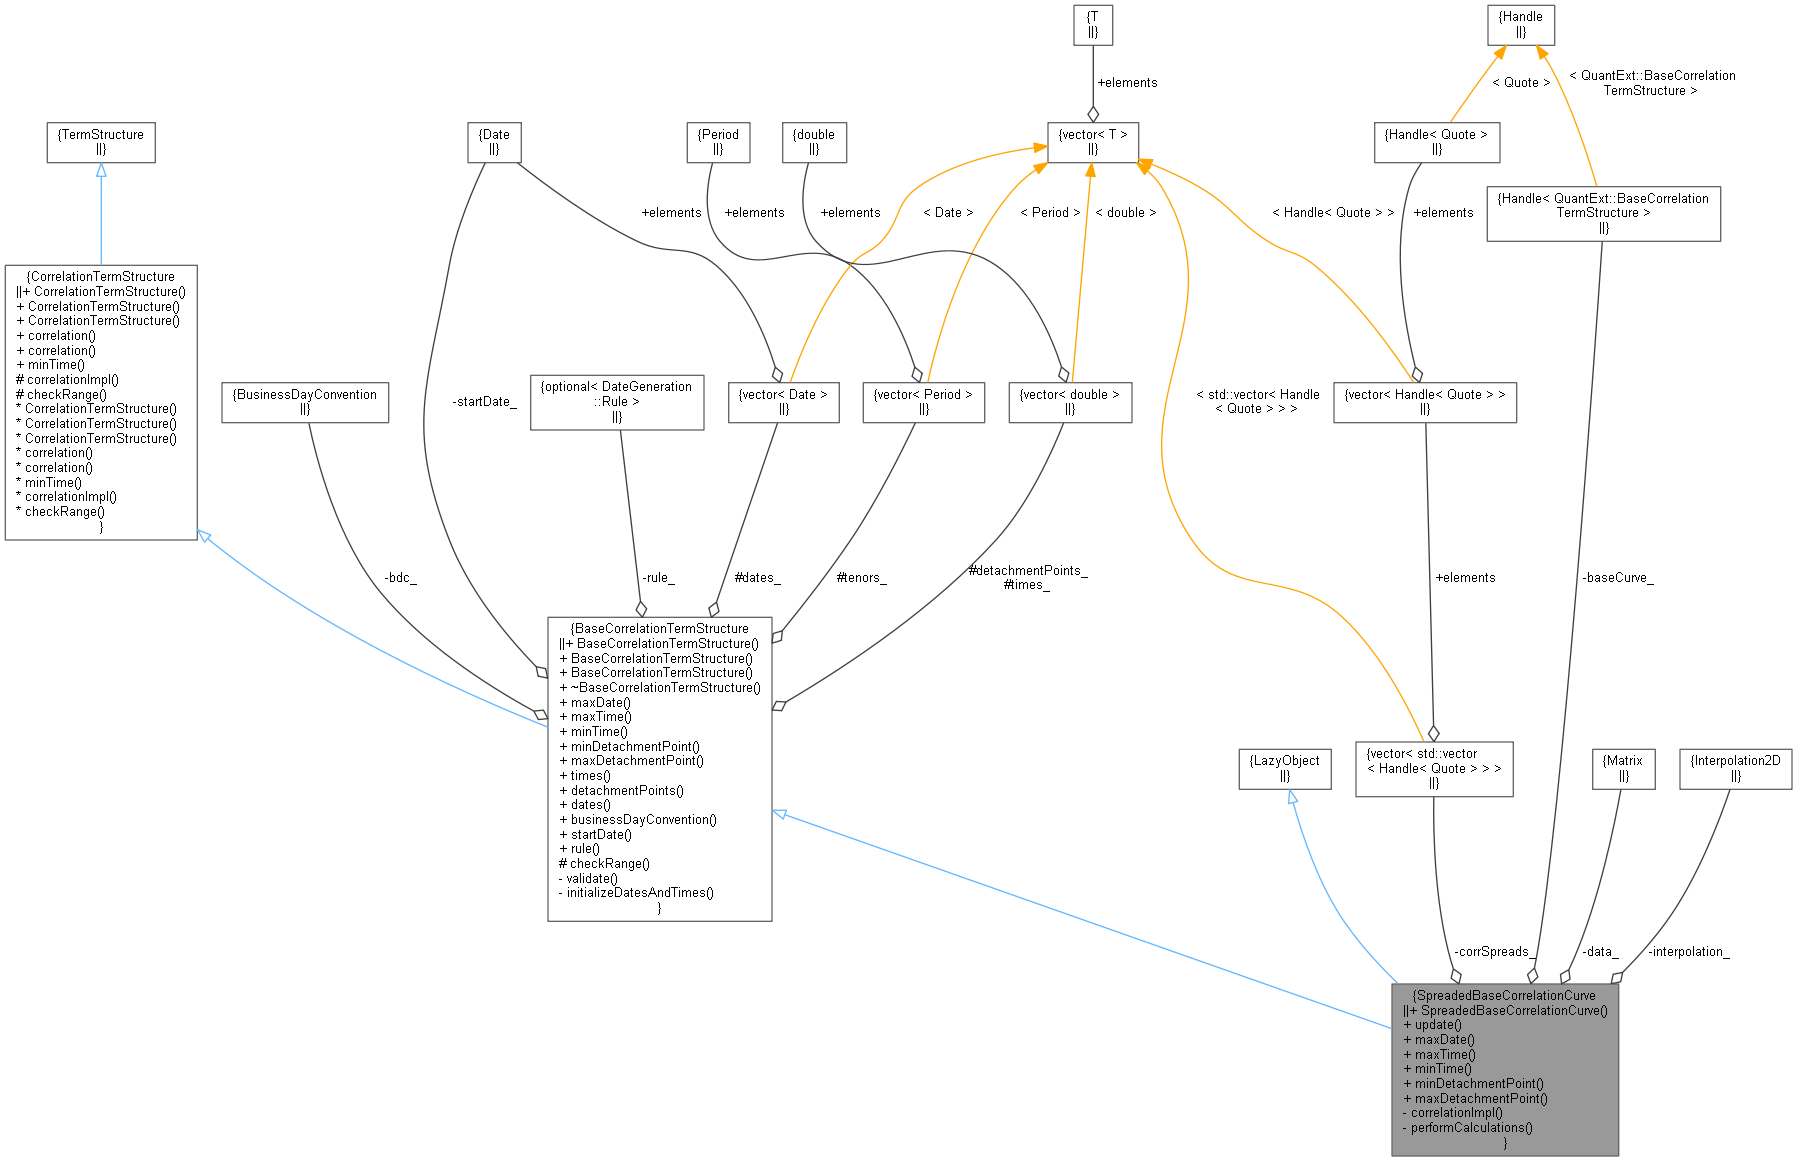 {T
||}
{Handle
||}
+elements
< Quote >
< QuantExt::BaseCorrelation
TermStructure >
{TermStructure
||}
{Date
||}
{Period
||}
{double
||}
{vector< T >
||}
{Handle< Quote >
||}
{Handle< QuantExt::BaseCorrelation
TermStructure >
||}
+elements
+elements
+elements
< Date >
< Period >
< double >
< Handle< Quote > >
+elements
{CorrelationTermStructure
||+ CorrelationTermStructure()
+ CorrelationTermStructure()
+ CorrelationTermStructure()
+ correlation()
+ correlation()
+ minTime()
# correlationImpl()
# checkRange()
* CorrelationTermStructure()
* CorrelationTermStructure()
* CorrelationTermStructure()
* correlation()
* correlation()
* minTime()
* correlationImpl()
* checkRange()
}
{BusinessDayConvention
||}
-startDate_
{optional< DateGeneration
::Rule >
||}
{vector< Date >
||}
{vector< Period >
||}
{vector< double >
||}
< std::vector< Handle
< Quote > > >
{vector< Handle< Quote > >
||}
-bdc_
-rule_
#dates_
#tenors_
#detachmentPoints_
#times_
+elements
-baseCurve_
{BaseCorrelationTermStructure
||+ BaseCorrelationTermStructure()
+ BaseCorrelationTermStructure()
+ BaseCorrelationTermStructure()
+ ~BaseCorrelationTermStructure()
+ maxDate()
+ maxTime()
+ minTime()
+ minDetachmentPoint()
+ maxDetachmentPoint()
+ times()
+ detachmentPoints()
+ dates()
+ businessDayConvention()
+ startDate()
+ rule()
# checkRange()
- validate()
- initializeDatesAndTimes()
}
{LazyObject
||}
{vector< std::vector
< Handle< Quote > > >
||}
{Matrix
||}
{Interpolation2D
||}
-corrSpreads_
-data_
-interpolation_
{SpreadedBaseCorrelationCurve
||+ SpreadedBaseCorrelationCurve()
+ update()
+ maxDate()
+ maxTime()
+ minTime()
+ minDetachmentPoint()
+ maxDetachmentPoint()
- correlationImpl()
- performCalculations()
}